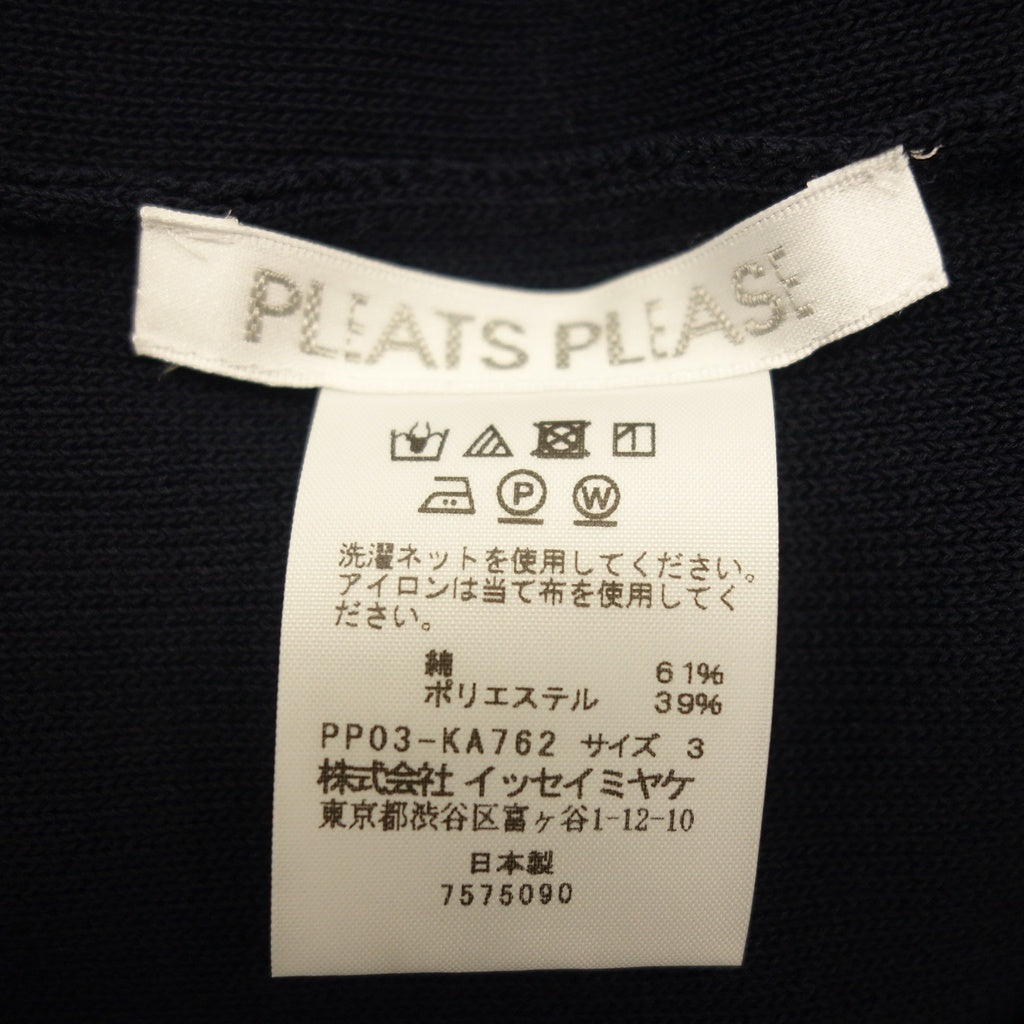 PLEATS PLEASE
P
W
洗濯ネットを使用してください。
アイロンは当て布を使用してく
ださい。
綿 61%
ポリエステル 39%
PP03-KA762 サイズ 3
株式会社 イッセイミヤケ
東京都渋谷区富ヶ谷1-12-10
日本製
7575090